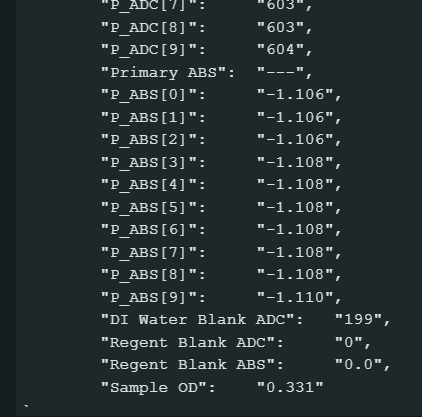 "P_ADC[7]": "603",
"P_ADC[8]": "603",
"P_ADC[9]": "604",
"Primary ABS": "---",
"P_ABS[0]": "-1.106",
"P_ABS[1]": "-1.106",
"P_ABS[2]": "-1.106",
"P_ABS[3]": "-1.108",
"P_ABS[4]": "-1.108",
"P_ABS[5]": "-1.108",
"P_ABS[6]": "-1.108",
"P_ABS[7]": "-1.108",
"P_ABS[8]": "-1.108",
"P_ABS[9]": "-1.110",
"DI Water Blank ADC": "199",
"Regent Blank ADC": "0",
"Regent Blank ABS": "0.0",
"Sample OD": "0.331"